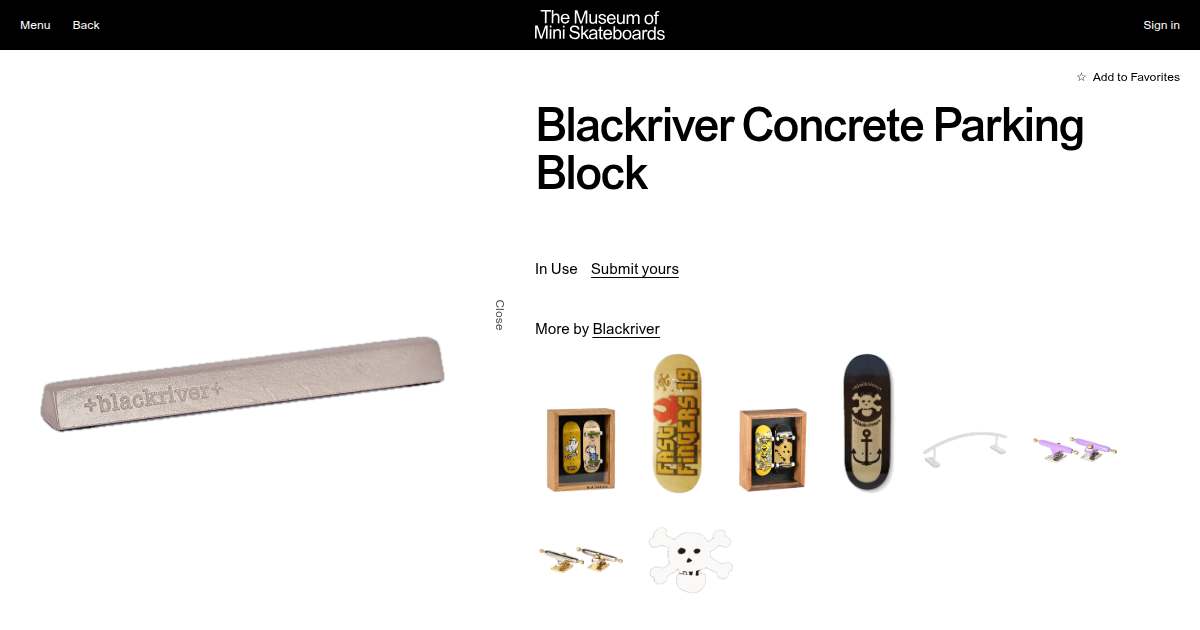 Menu
Back
The Museum of
Mini Skateboards
Sign in
☆ Add to Favorites
Blackriver Concrete Parking
Block
In Use Submit yours
Close
More by Blackriver
+blackriver+
FAST
FINGERS 19